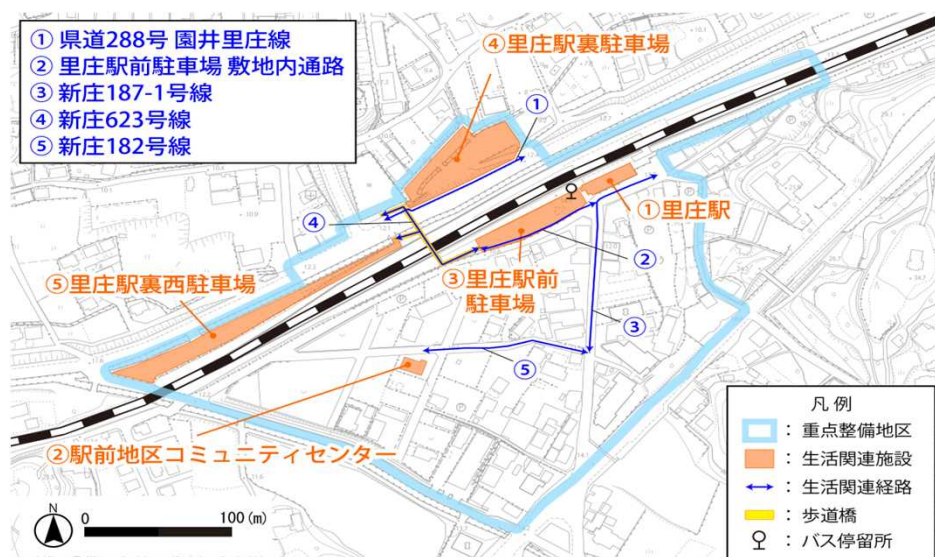 ① 県道288号 園井里庄線
② 里庄駅前駐車場 敷地内通路
③ 新庄187-1号線
④ 新庄623号線
⑤ 新庄182号線
④里庄駅裏駐車場
①
①里庄駅
④
②
③里庄駅前
駐車場
⑤里庄駅裏西駐車場
③
⑤
②駅前地区コミュニティセンター
凡 例
：重点整備地区
：生活関連施設
：生活関連経路
：歩道橋
：バス停留所
N
0
100 (m)